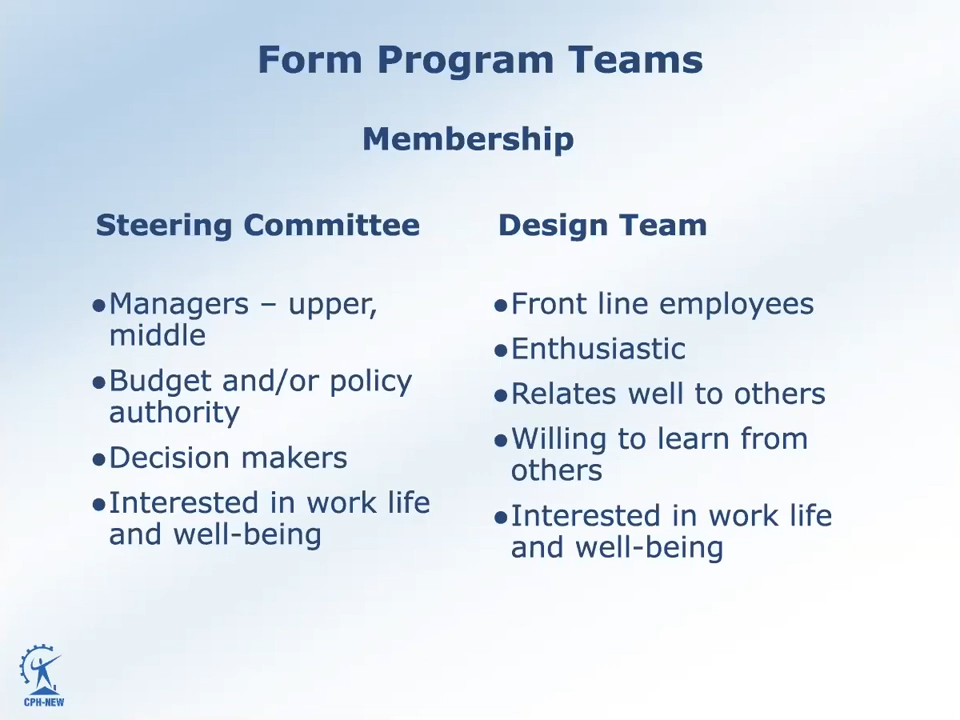 Form Program Teams
Membership
Steering Committee
●Managers – upper,
middle
●Budget and/or policy
authority
●Decision makers
●Interested in work life
and well-being
Design Team
●Front line employees
●Enthusiastic
●Relates well to others
●Willing to learn from
others
●Interested in work life
and well-being
CPH-NEW